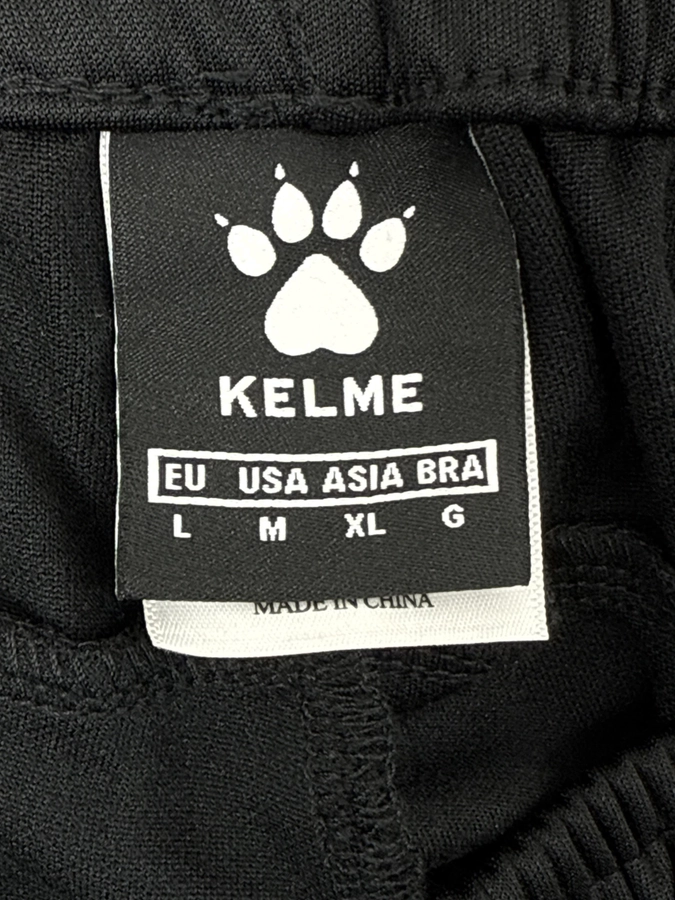 KELME
EU USA ASIA BRA
L M XL G
MADE IN CHINA